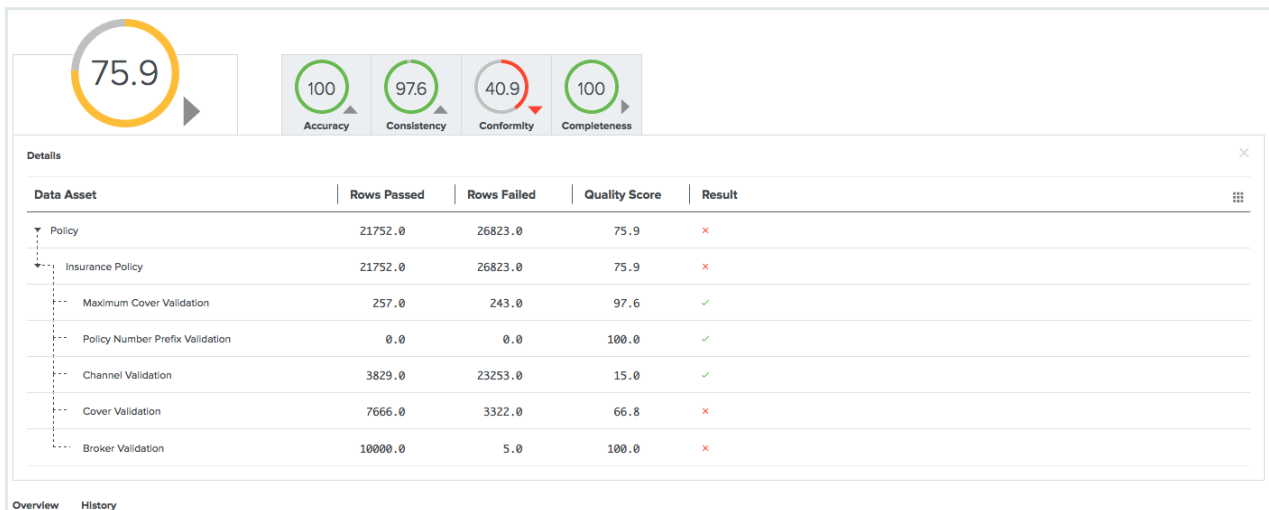 75.9
100 97.6 40.9 100
Accuracy Consistency Conformity Completeness
Details
Data Asset Rows Passed Rows Failed Quality Score Result
Policy 21752.0 26823.0 75.9
Insurance Policy 21752.0 26823.0 75.9
Maximum Cover Validation 257.0 243.0 97.6
Policy Number Prefix Validation 0.0 0.0 100.0
Channel Validation 3829.0 23253.0 15.0
Cover Validation 7666.0 3322.0 66.8
Broker Validation 10000.0 5.0 100.0
Overview History